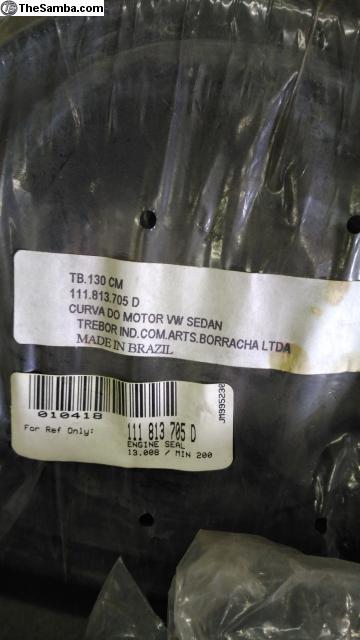 TheSamba.com
TB.130 CM
111.813.705 D
CURVA DO MOTOR VW SEDAN
TREBOR IND.COM.ARTS.BORRACHA LTDA
MADE IN BRAZIL
010418
JM995230
For Ref Only: 111 813 705 D
ENGINE SEAL
13.008 / MIN 200